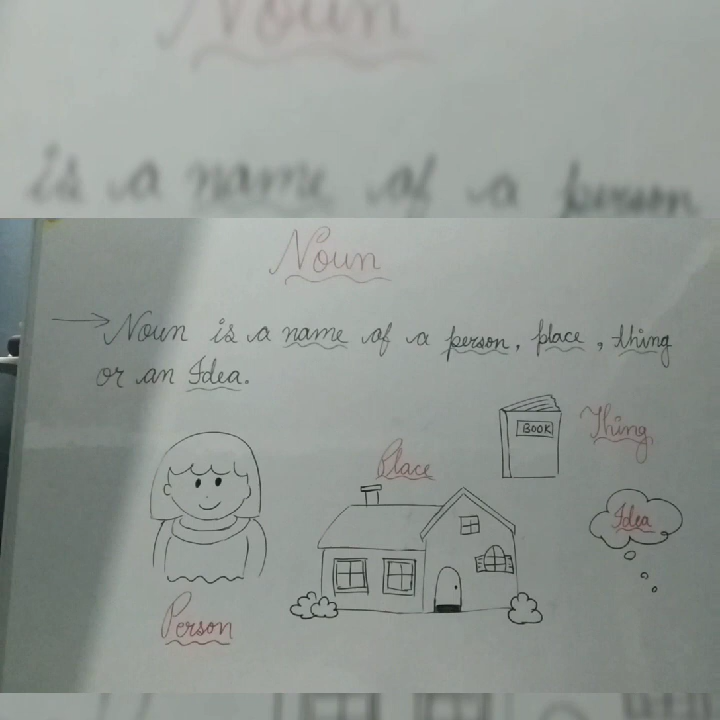 Noun
is a name of a person
Noun
Noun is a name of a person, place, thing
or an Idea.
BOOK
Thing
Place
Idea
Person